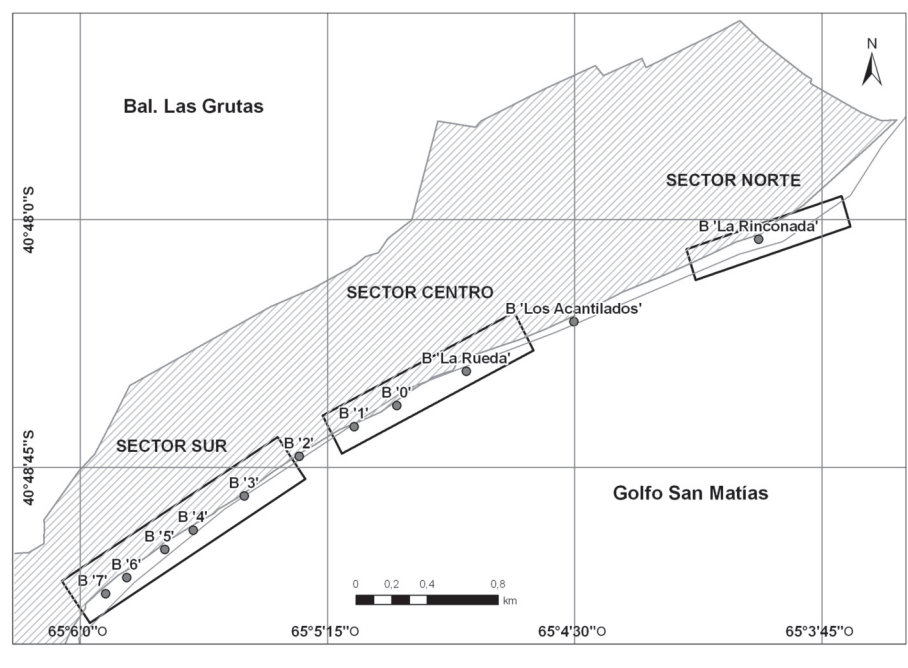 N
Bal. Las Grutas
SECTOR NORTE
40°48'0"S
B 'La Rinconada'
SECTOR CENTRO
B 'Los Acantilados'
B 'La Rueda'
B '0'
B '1'
SECTOR SUR
B '2'
40°48'45"S
B '3'
Golfo San Matías
B '4'
B '5'
B '6'
B '7'
0 0,2 0,4 0,8
km
65°6'0"O 65°5'15"O 65°4'30"O 65°3'45"O